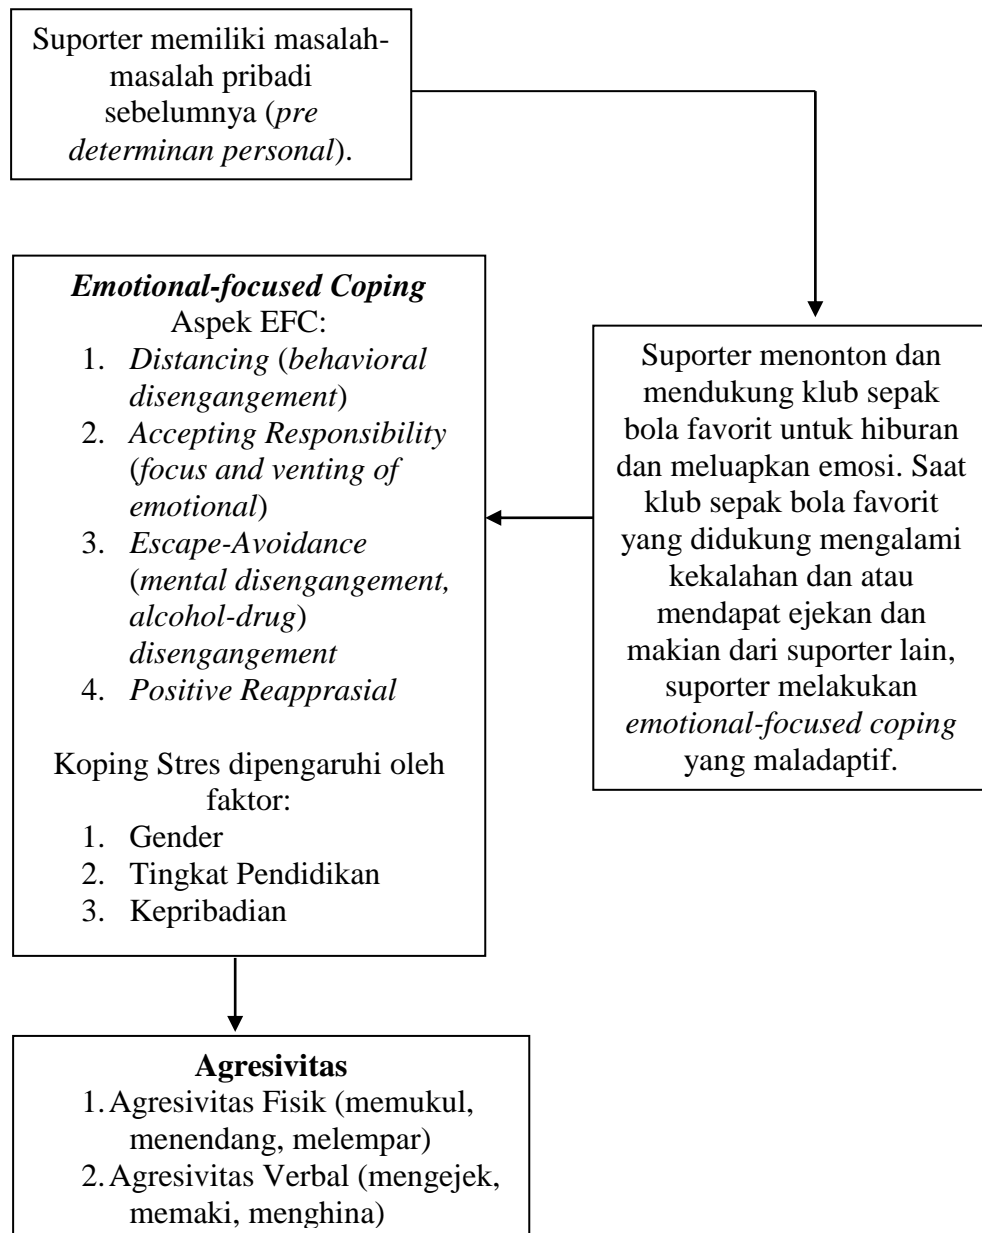 Suporter memiliki masalah-
masalah pribadi
sebelumnya (pre
determinan personal).
Emotional-focused Coping
Aspek EFC:
1. Distancing (behavioral
disengangement)
2. Accepting Responsibility
(focus and venting of
emotional)
3. Escape-Avoidance
(mental disengangement,
alcohol-drug)
disengangement
4. Positive Reapprasial
Koping Stres dipengaruhi oleh
faktor:
1. Gender
2. Tingkat Pendidikan
3. Kepribadian
Suporter menonton dan
mendukung klub sepak
bola favorit untuk hiburan
dan meluapkan emosi. Saat
klub sepak bola favorit
yang didukung mengalami
kekalahan dan atau
mendapat ejekan dan
makian dari suporter lain,
suporter melakukan
emotional-focused coping
yang maladaptif.
Agresivitas
1. Agresivitas Fisik (memukul,
menendang, melempar)
2. Agresivitas Verbal (mengejek,
memaki, menghina)